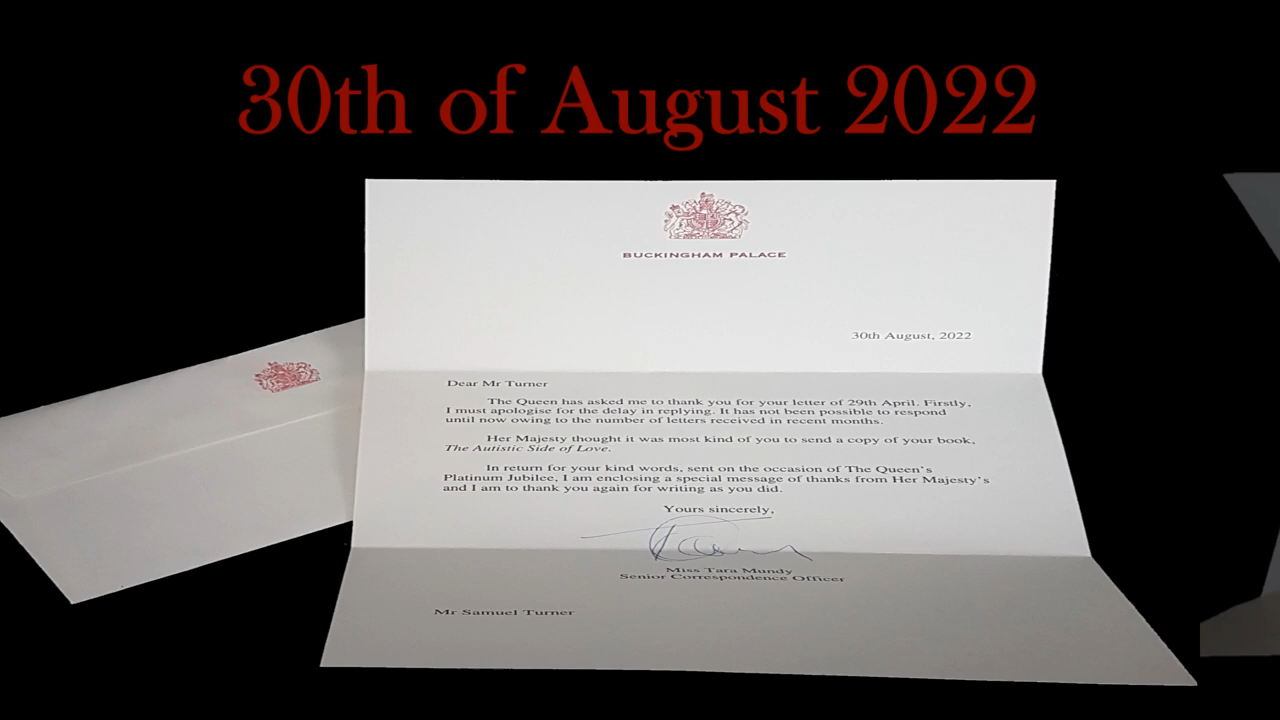 30th of August 2022
BUCKINGHAM PALACE
30th August, 2022
Dear Mr Turner
The Queen has asked me to thank you for your letter of 29th April. Firstly,
I must apologise for the delay in replying. It has not been possible to respond
until now owing to the number of letters received in recent months.
Her Majesty thought it was most kind of you to send a copy of your book,
The Autistic Side of Love.
In return for your kind words, sent on the occasion of The Queen's
Platinum Jubilee, I am enclosing a special message of thanks from Her Majesty's
and I am to thank you again for writing as you did.
Yours sincerely,
Miss Tara Mundy
Senior Correspondence Officer
Mr Samuel Turner